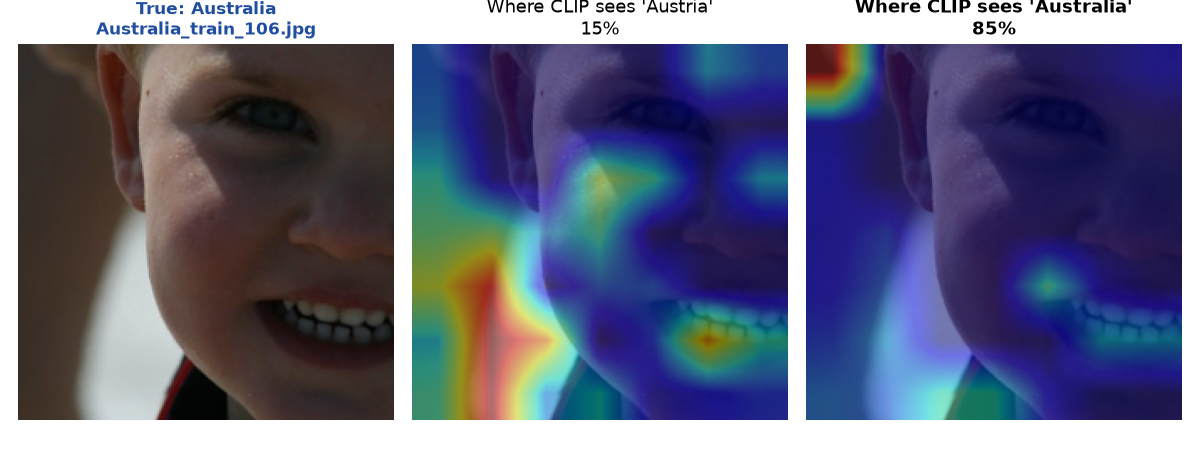 True: Australia
Australia_train_106.jpg
Where CLIP sees 'Austria'
15%
Where CLIP sees 'Australia'
85%